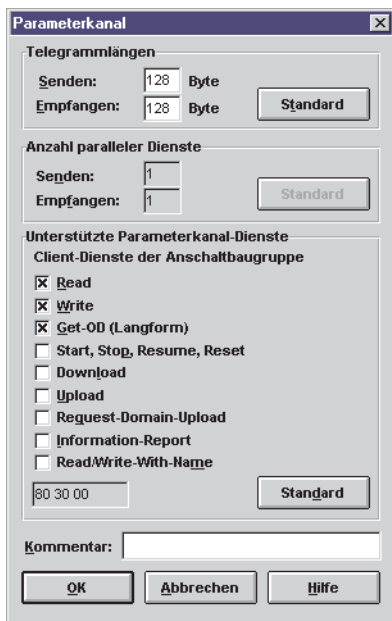 Parameterkanal
Telegrammlängen
Senden: 128 Byte
Empfangen: 128 Byte
Standard
Anzahl paralleler Dienste
Senden: 1
Empfangen: 1
Standard
Unterstützte Parameterkanal-Dienste
Client-Dienste der Anschaltbaugruppe
Read
Write
Get-OD (Langform)
Start, Stop, Resume, Reset
Download
Upload
Request-Domain-Upload
Information-Report
Read/Write-With-Name
80 30 00
Standard
Kommentar:
OK Abbrechen Hilfe